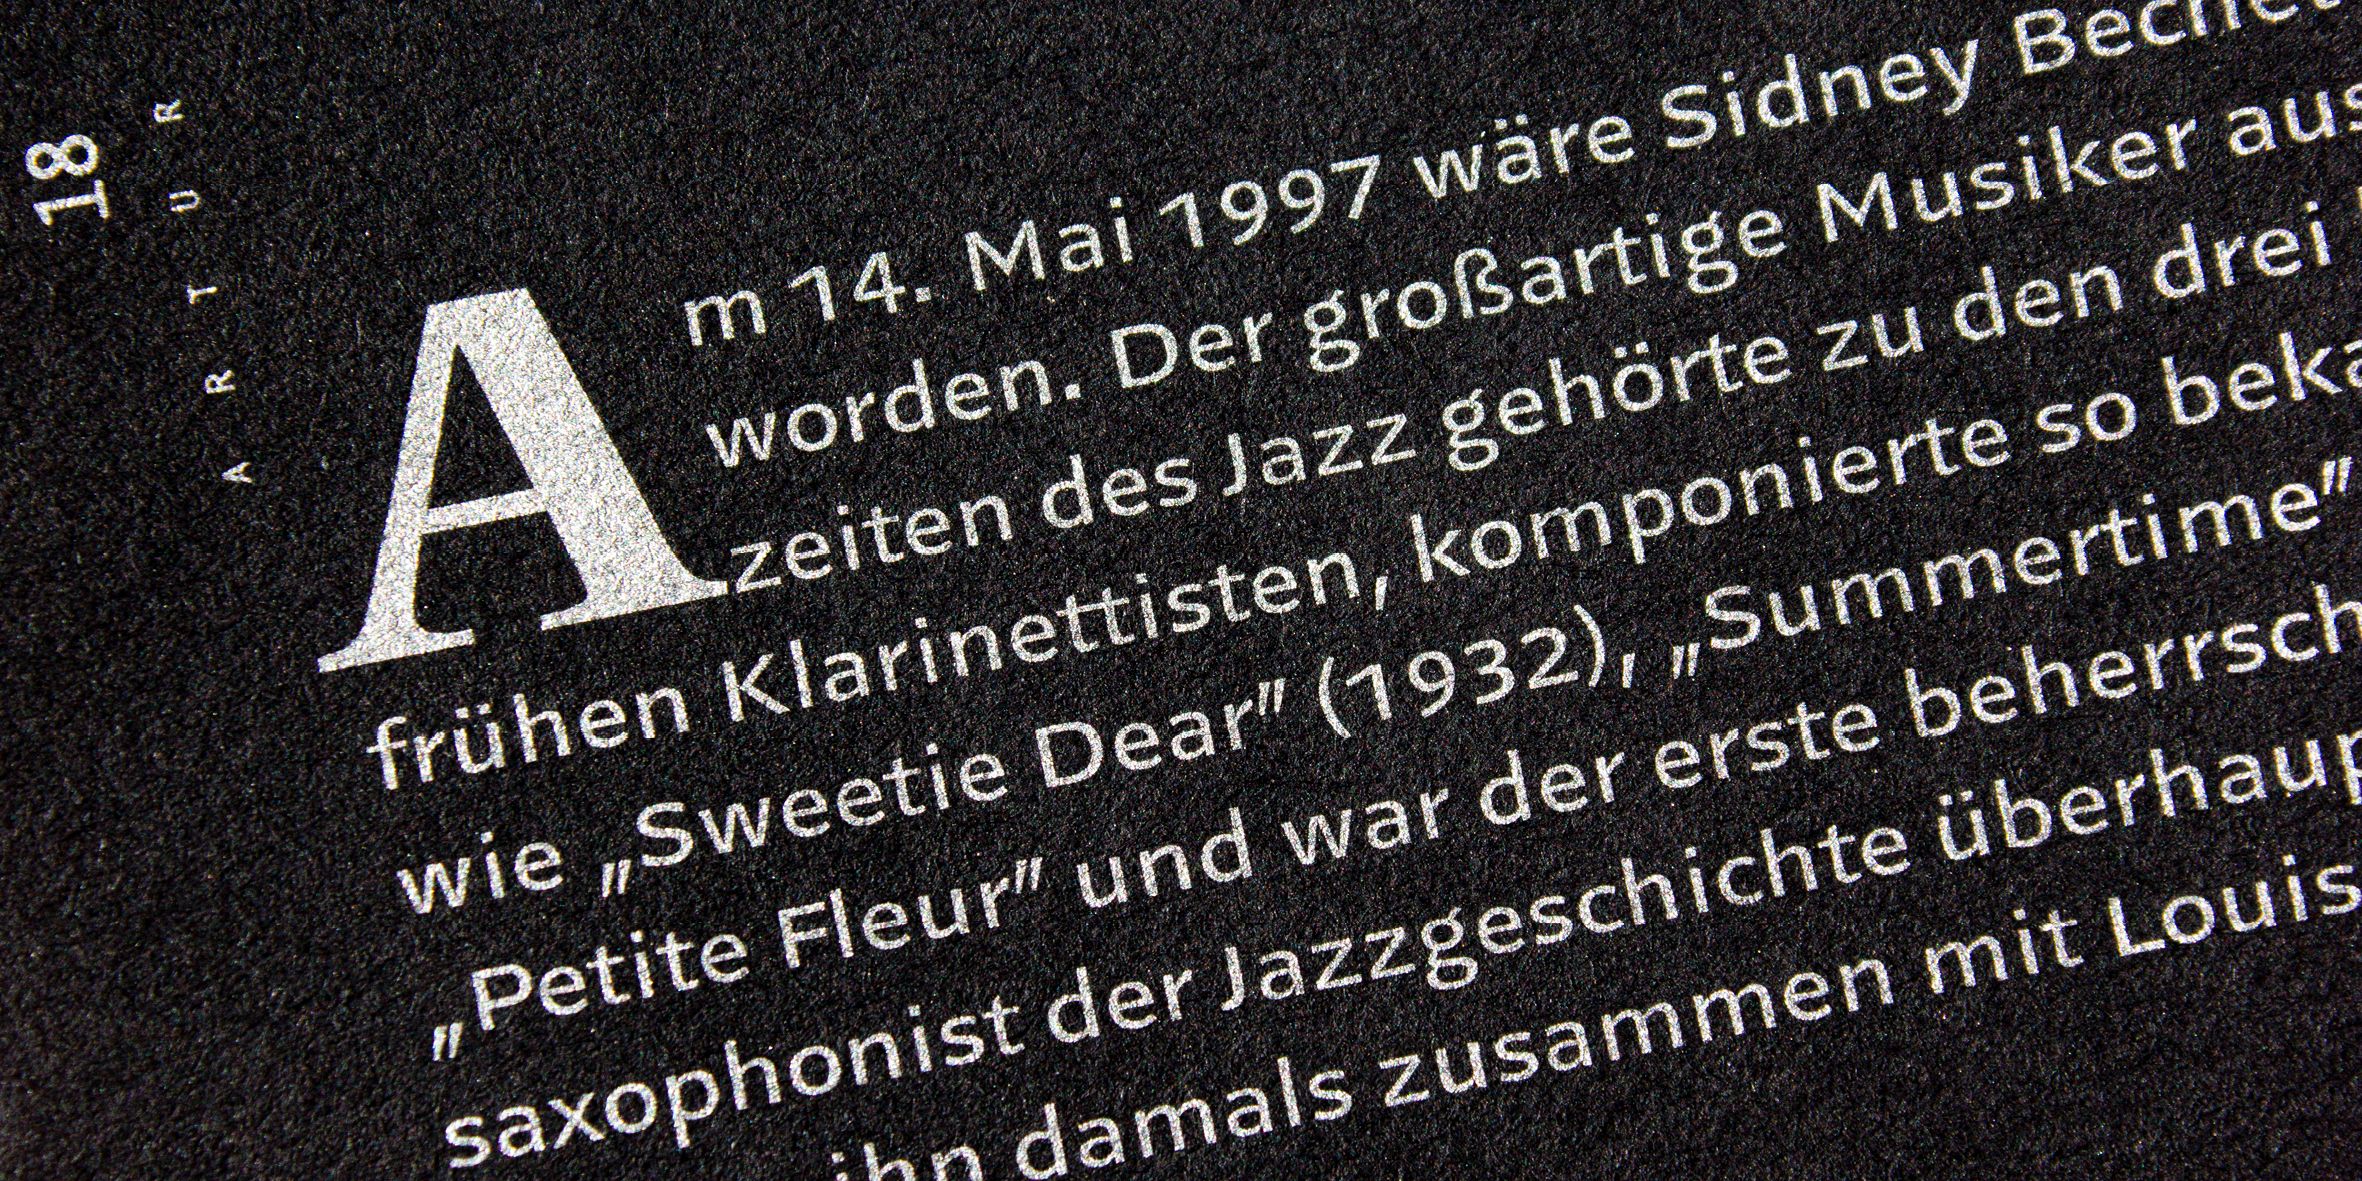 18
ARTUR
Am 14. Mai 1997 wäre Sidney Bechet
worden. Der großartige Musiker aus
zeiten des Jazz gehörte zu den drei
frühen Klarinettisten, komponierte so beka
wie „Sweetie Dear” (1932), „Summertime”
„Petite Fleur” und war der erste beherrsch
saxophonist der Jazzgeschichte überhaup
ihn damals zusammen mit Louis